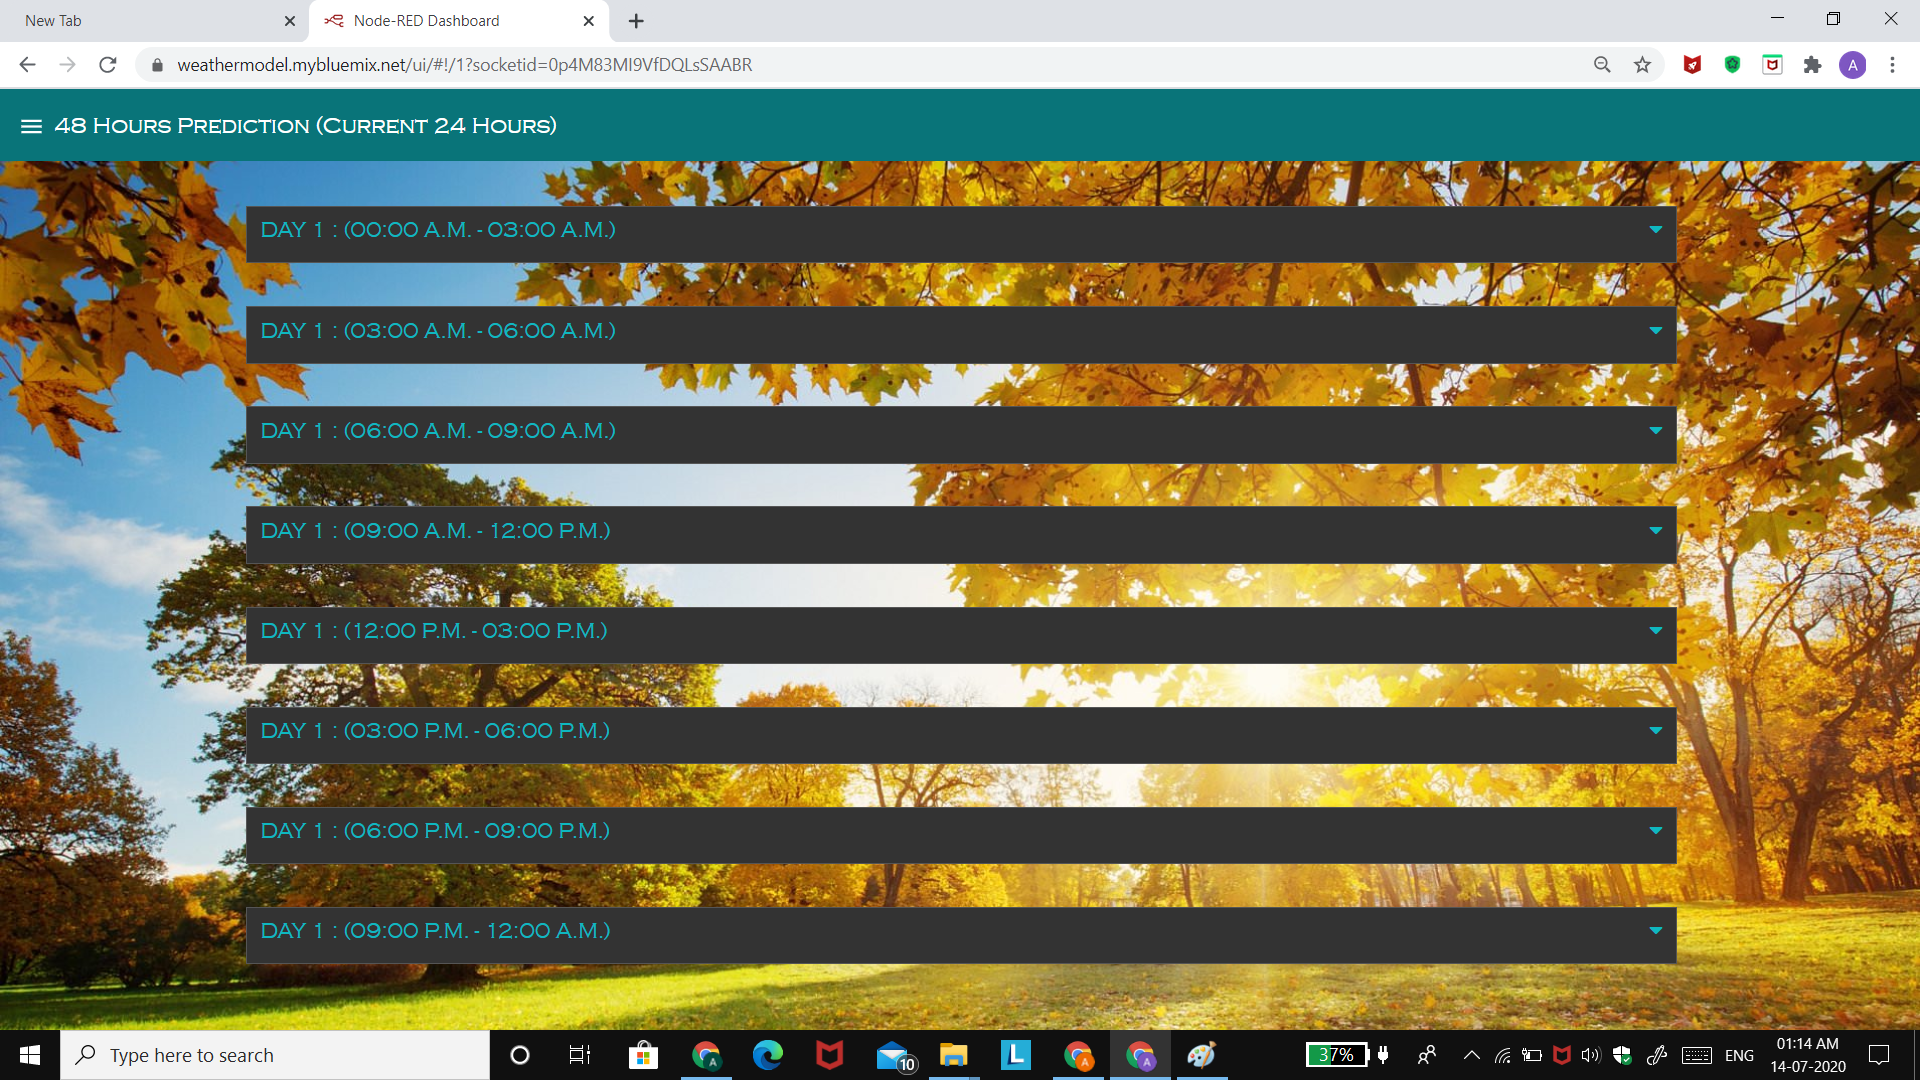 New Tab
Node-RED Dashboard
weathermodel.mybluemix.net/ui/#!/1?socketid=0p4M83MI9VfDQLsSAABR
A
48 Hours Prediction (Current 24 Hours)
DAY 1 : (00:00 A.M. - 03:00 A.M.)
DAY 1 : (03:00 A.M. - 06:00 A.M.)
DAY 1 : (06:00 A.M. - 09:00 A.M.)
DAY 1 : (09:00 A.M. - 12:00 P.M.)
DAY 1 : (12:00 P.M. - 03:00 P.M.)
DAY 1 : (03:00 P.M. - 06:00 P.M.)
DAY 1 : (06:00 P.M. - 09:00 P.M.)
DAY 1 : (09:00 P.M. - 12:00 A.M.)
Type here to search
A
10
L
A
A
37%
ENG
01:14 AM
14-07-2020